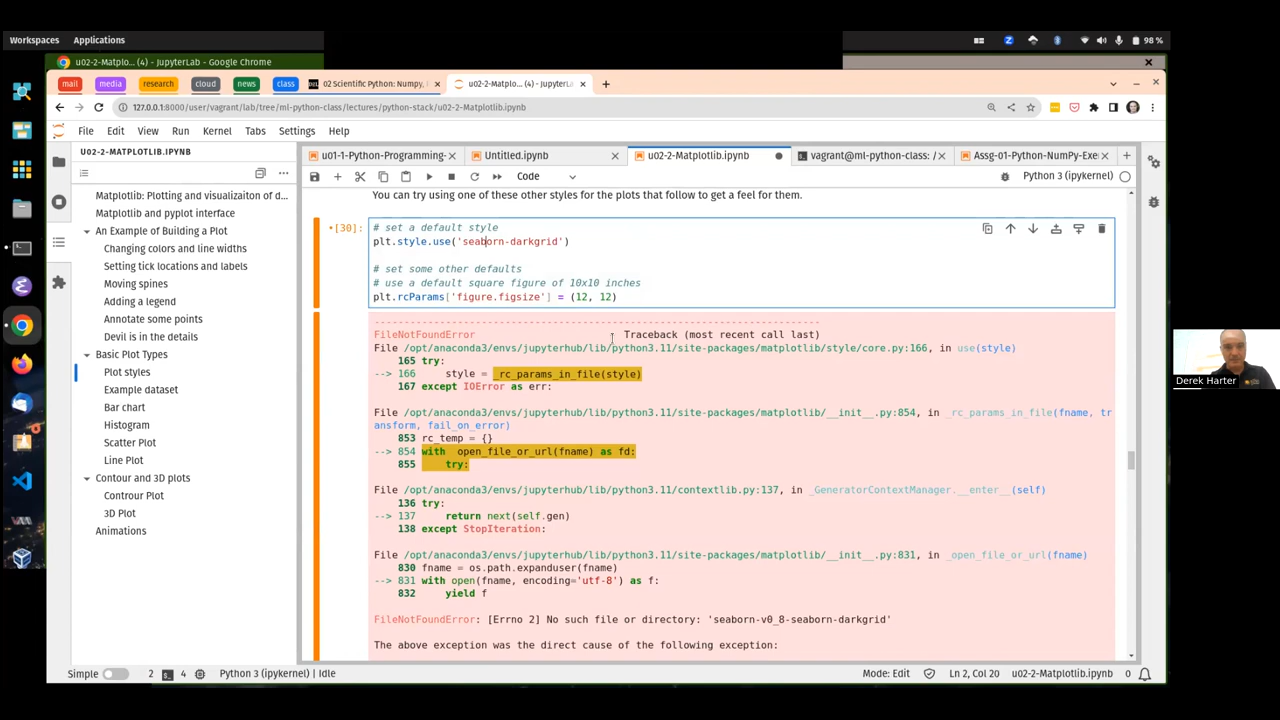 Workspaces Applications 98 %
u02-2-Matplo... (4) - JupyterLab - Google Chrome
mail media research cloud news class 02 Scientific Python: Numpy, u02-2-Matplo... (4) - JupyterL
127.0.0.1:8000/user/vagrant/lab/tree/ml-python-class/lectures/python-stack/u02-2-Matplotlib.ipynb
File Edit View Run Kernel Tabs Settings Help
U02-2-MATPLOTLIB.IPYNB
u01-1-Python-Programming- Untitled.ipynb u02-2-Matplotlib.ipynb vagrant@ml-python-class: / Assg-01-Python-NumPy-Exe
Code Python 3 (ipykernel)
Matplotlib: Plotting and visualizaiton of d...
Matplotlib and pyplot interface
An Example of Building a Plot
Changing colors and line widths
Setting tick locations and labels
Moving spines
Adding a legend
Annotate some points
Devil is in the details
Basic Plot Types
Plot styles
Example dataset
Bar chart
Histogram
Scatter Plot
Line Plot
Contour and 3D plots
Contour Plot
3D Plot
Animations
You can try using one of these other styles for the plots that follow to get a feel for them.
[30]: # set a default style
plt.style.use('seaborn-darkgrid')
# set some other defaults
# use a default square figure of 10x10 inches
plt.rcParams['figure.figsize'] = (12, 12)
---------------------------------------------------------------------------
FileNotFoundError Traceback (most recent call last)
File /opt/anaconda3/envs/jupyterhub/lib/python3.11/site-packages/matplotlib/style/core.py:166, in use(style)
165 try:
--> 166 style = _rc_params_in_file(style)
167 except IOError as err:
File /opt/anaconda3/envs/jupyterhub/lib/python3.11/site-packages/matplotlib/__init__.py:854, in _rc_params_in_file(fname, tr
ansform, fail_on_error)
853 rc_temp = {}
--> 854 with _open_file_or_url(fname) as fd:
855 try:
File /opt/anaconda3/envs/jupyterhub/lib/python3.11/contextlib.py:137, in _GeneratorContextManager.__enter__(self)
136 try:
--> 137 return next(self.gen)
138 except StopIteration:
File /opt/anaconda3/envs/jupyterhub/lib/python3.11/site-packages/matplotlib/__init__.py:831, in _open_file_or_url(fname)
830 fname = os.path.expanduser(fname)
--> 831 with open(fname, encoding='utf-8') as f:
832 yield f
FileNotFoundError: [Errno 2] No such file or directory: 'seaborn-v0_8-seaborn-darkgrid'
The above exception was the direct cause of the following exception:
Derek Harter
Simple 2 4 Python 3 (ipykernel) | Idle Mode: Edit Ln 2, Col 20 u02-2-Matplotlib.ipynb 0